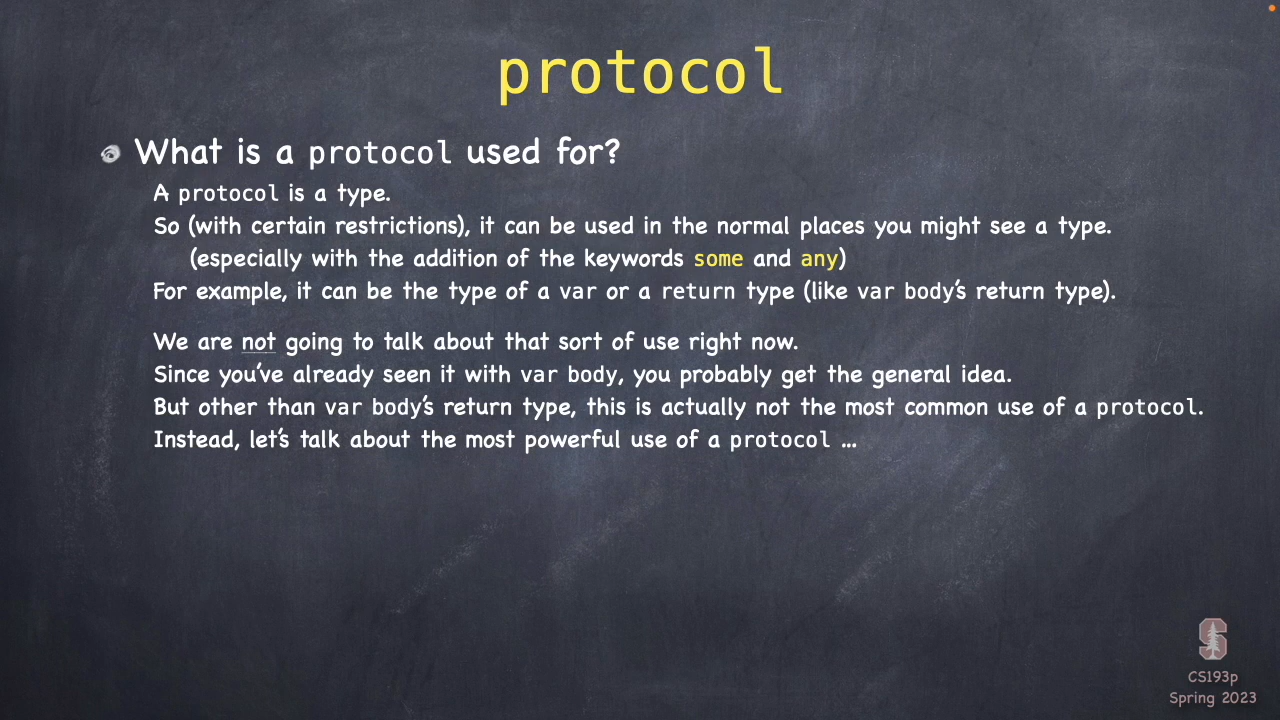 protocol
What is a protocol used for?
A protocol is a type.
So (with certain restrictions), it can be used in the normal places you might see a type.
(especially with the addition of the keywords some and any)
For example, it can be the type of a var or a return type (like var body's return type).
We are not going to talk about that sort of use right now.
Since you've already seen it with var body, you probably get the general idea.
But other than var body's return type, this is actually not the most common use of a protocol.
Instead, let's talk about the most powerful use of a protocol ...
S
CS193p
Spring 2023